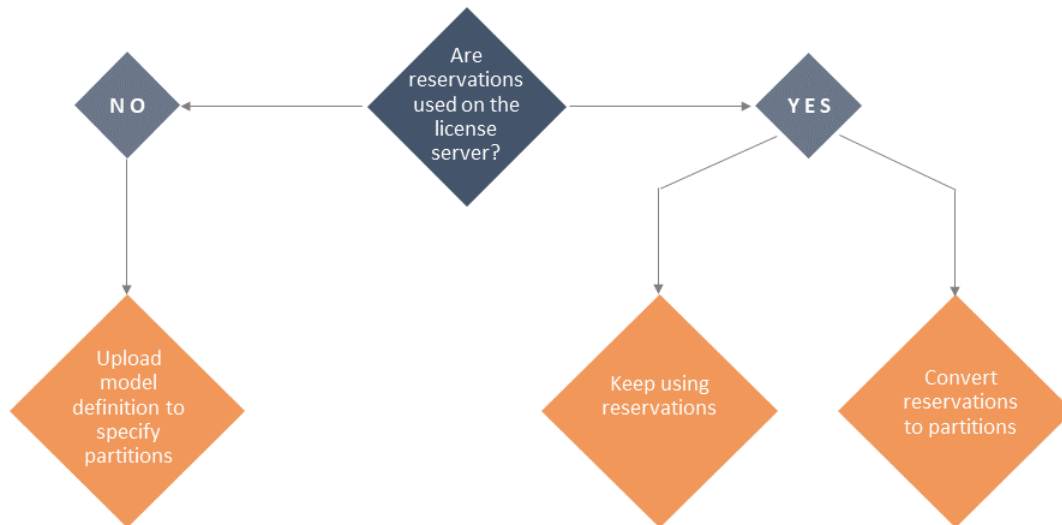 Are
reservations
used on the
license
server?
NO
YES
Upload
model
definition to
specify
partitions
Keep using
reservations
Convert
reservations
to partitions